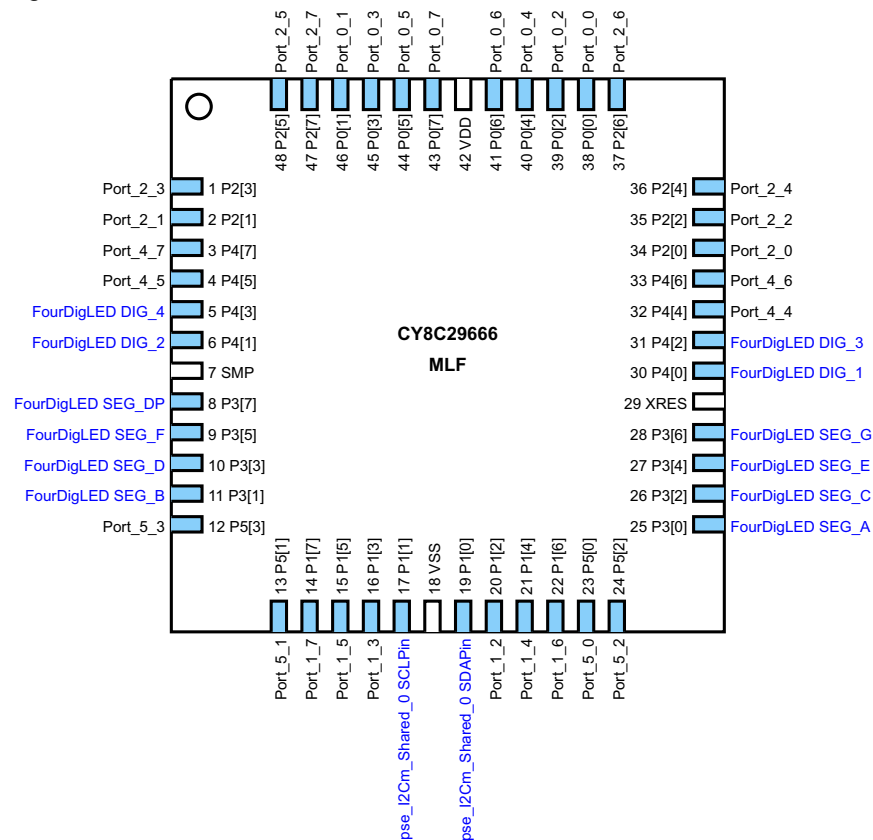 Port_2_5
Port_2_7
Port_0_1
Port_0_3
Port_0_5
Port_0_7
Port_0_6
Port_0_4
Port_0_2
Port_0_0
Port_2_6
48 P2[5]
47 P2[7]
46 P0[1]
45 P0[3]
44 P0[5]
43 P0[7]
42 VDD
41 P0[6]
40 P0[4]
39 P0[2]
38 P0[0]
37 P2[6]
Port_2_3 1 P2[3]
Port_2_1 2 P2[1]
Port_4_7 3 P4[7]
Port_4_5 4 P4[5]
FourDigLED DIG_4 5 P4[3]
FourDigLED DIG_2 6 P4[1]
7 SMP
FourDigLED SEG_DP 8 P3[7]
FourDigLED SEG_F 9 P3[5]
FourDigLED SEG_D 10 P3[3]
FourDigLED SEG_B 11 P3[1]
Port_5_3 12 P5[3]
CY8C29666
MLF
36 P2[4] Port_2_4
35 P2[2] Port_2_2
34 P2[0] Port_2_0
33 P4[6] Port_4_6
32 P4[4] Port_4_4
31 P4[2] FourDigLED DIG_3
30 P4[0] FourDigLED DIG_1
29 XRES
28 P3[6] FourDigLED SEG_G
27 P3[4] FourDigLED SEG_E
26 P3[2] FourDigLED SEG_C
25 P3[0] FourDigLED SEG_A
13 P5[1]
14 P1[7]
15 P1[5]
16 P1[3]
17 P1[1]
18 VSS
19 P1[0]
20 P1[2]
21 P1[4]
22 P1[6]
23 P5[0]
24 P5[2]
Port_5_1
Port_1_7
Port_1_5
Port_1_3
pse_I2Cm_Shared_0 SCLPin
pse_I2Cm_Shared_0 SDAPin
Port_1_2
Port_1_4
Port_1_6
Port_5_0
Port_5_2